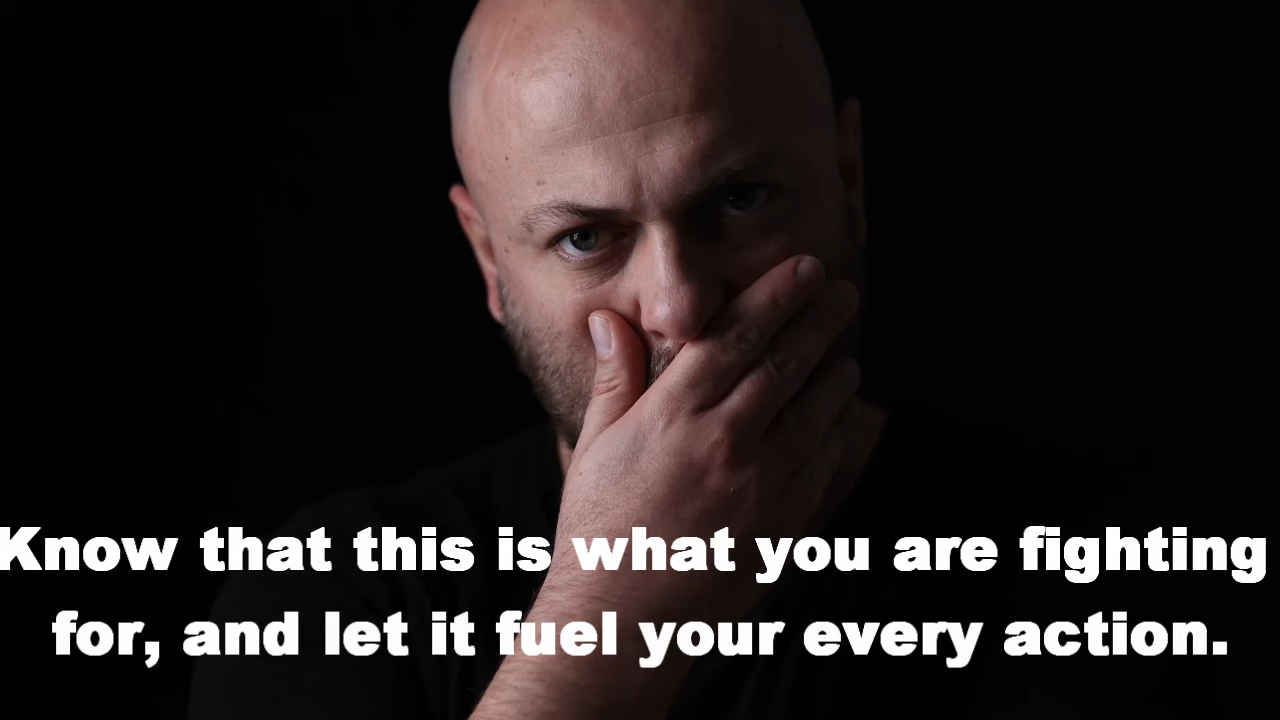 Know that this is what you are fighting
for, and let it fuel your every action.